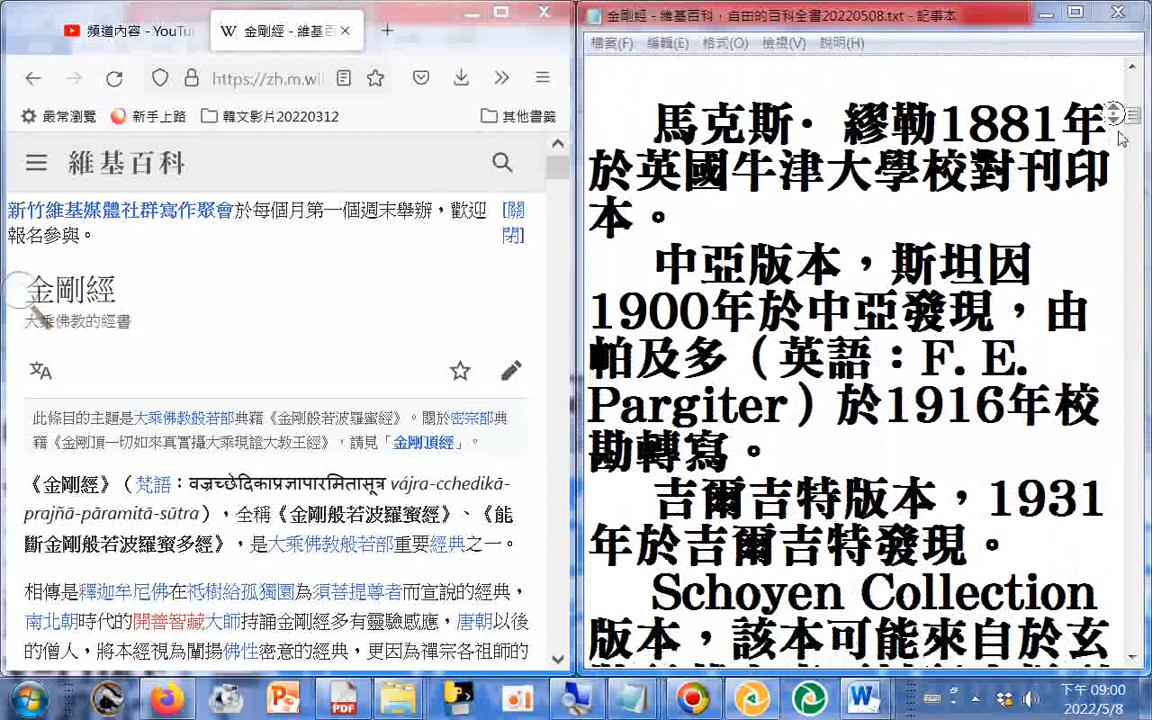 頻道內容 - YouTu
金剛經 - 維基百
https://zh.m.wi
最常瀏覽 新手上路 韓文影片20220312 其他書籤
維基百科
新竹維基媒體社群寫作聚會於每個月第一個週末舉辦，歡迎 [關
報名參與。 閉]
金剛經
大乘佛教的經書
此條目的主題是大乘佛教般若部典籍《金剛般若波羅蜜經》。關於密宗部典
籍《金剛頂一切如來真實攝大乘現證大教王經》，請見「金剛頂經」。
《金剛經》（梵語：वज्रच्छेदिकाप्रज्ञापारमितासूत्र vájra-cchedikā-
prajñā-pāramitā-sūtra），全稱《金剛般若波羅蜜經》、《能
斷金剛般若波羅蜜多經》，是大乘佛教般若部重要經典之一。
相傳是釋迦牟尼佛在祇樹給孤獨園為須菩提尊者而宣說的經典，
南北朝時代的開善智藏大師持誦金剛經多有靈驗感應，唐朝以後
的僧人，將本經視為闡揚佛性密意的經典，更因為禪宗各祖師的
金剛經 - 維基百科，自由的百科全書20220508.txt - 記事本
檔案(F) 編輯(E) 格式(O) 檢視(V) 說明(H)
馬克斯·繆勒1881年
於英國牛津大學校對刊印
本。
中亞版本，斯坦因
1900年於中亞發現，由
帕及多（英語：F. E.
Pargiter）於1916年校
勘轉寫。
吉爾吉特版本，1931
年於吉爾吉特發現。
Schoyen Collection
版本，該本可能來自於玄
下午 09:00
2022/5/8